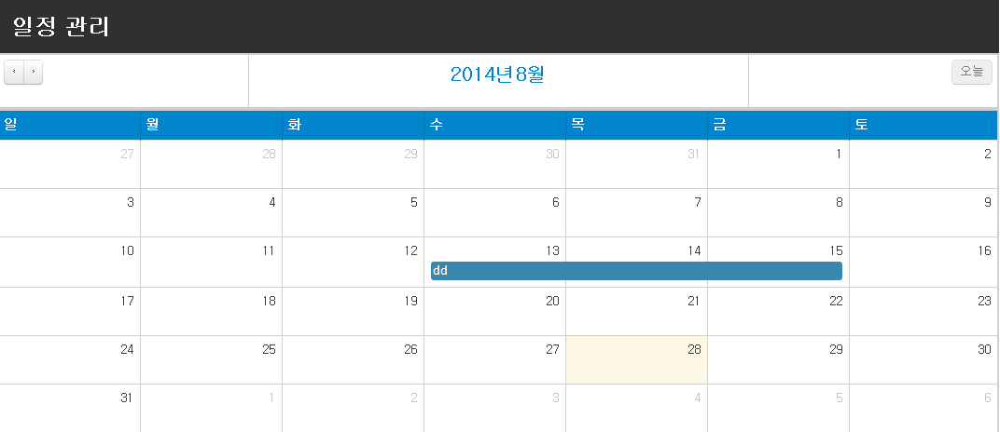 일정 관리
‹ › 2014년 8월 오늘
일 월 화 수 목 금 토
27 28 29 30 31 1 2
3 4 5 6 7 8 9
10 11 12 13 14 15 16
dd
17 18 19 20 21 22 23
24 25 26 27 28 29 30
31 1 2 3 4 5 6